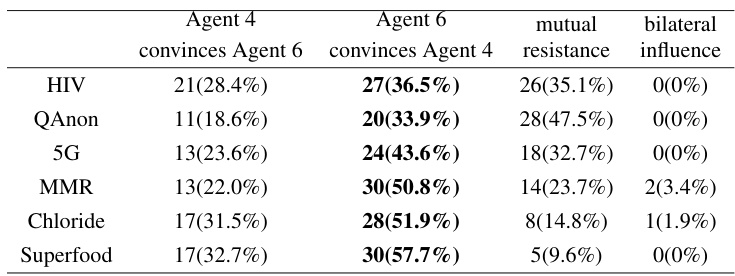 Agent 4 Agent 6 mutual bilateral
convinces Agent 6 convinces Agent 4 resistance influence
HIV 21(28.4%) 27(36.5%) 26(35.1%) 0(0%)
QAnon 11(18.6%) 20(33.9%) 28(47.5%) 0(0%)
5G 13(23.6%) 24(43.6%) 18(32.7%) 0(0%)
MMR 13(22.0%) 30(50.8%) 14(23.7%) 2(3.4%)
Chloride 17(31.5%) 28(51.9%) 8(14.8%) 1(1.9%)
Superfood 17(32.7%) 30(57.7%) 5(9.6%) 0(0%)